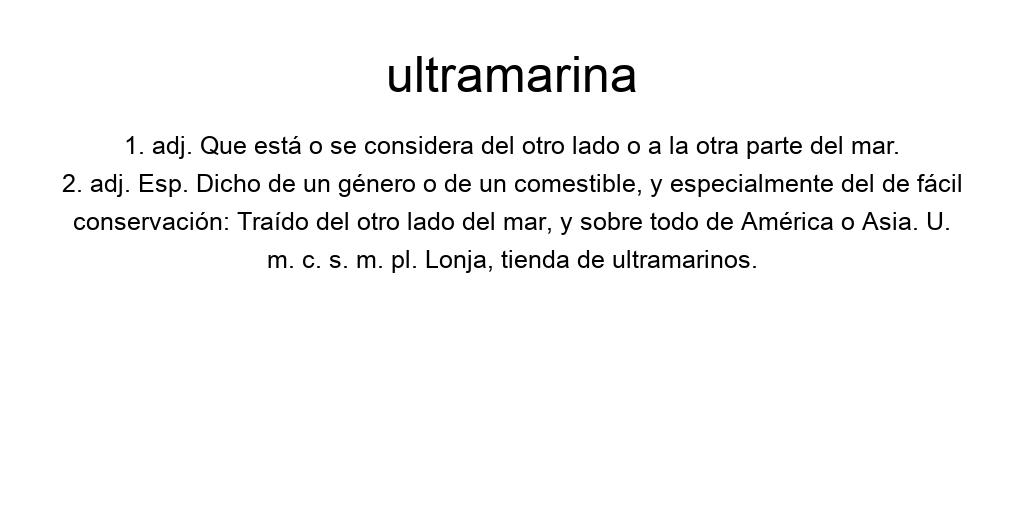 ultramarina
1. adj. Que está o se considera del otro lado o a la otra parte del mar.
2. adj. Esp. Dicho de un género o de un comestible, y especialmente del de fácil
conservación: Traído del otro lado del mar, y sobre todo de América o Asia. U.
m. c. s. m. pl. Lonja, tienda de ultramarinos.